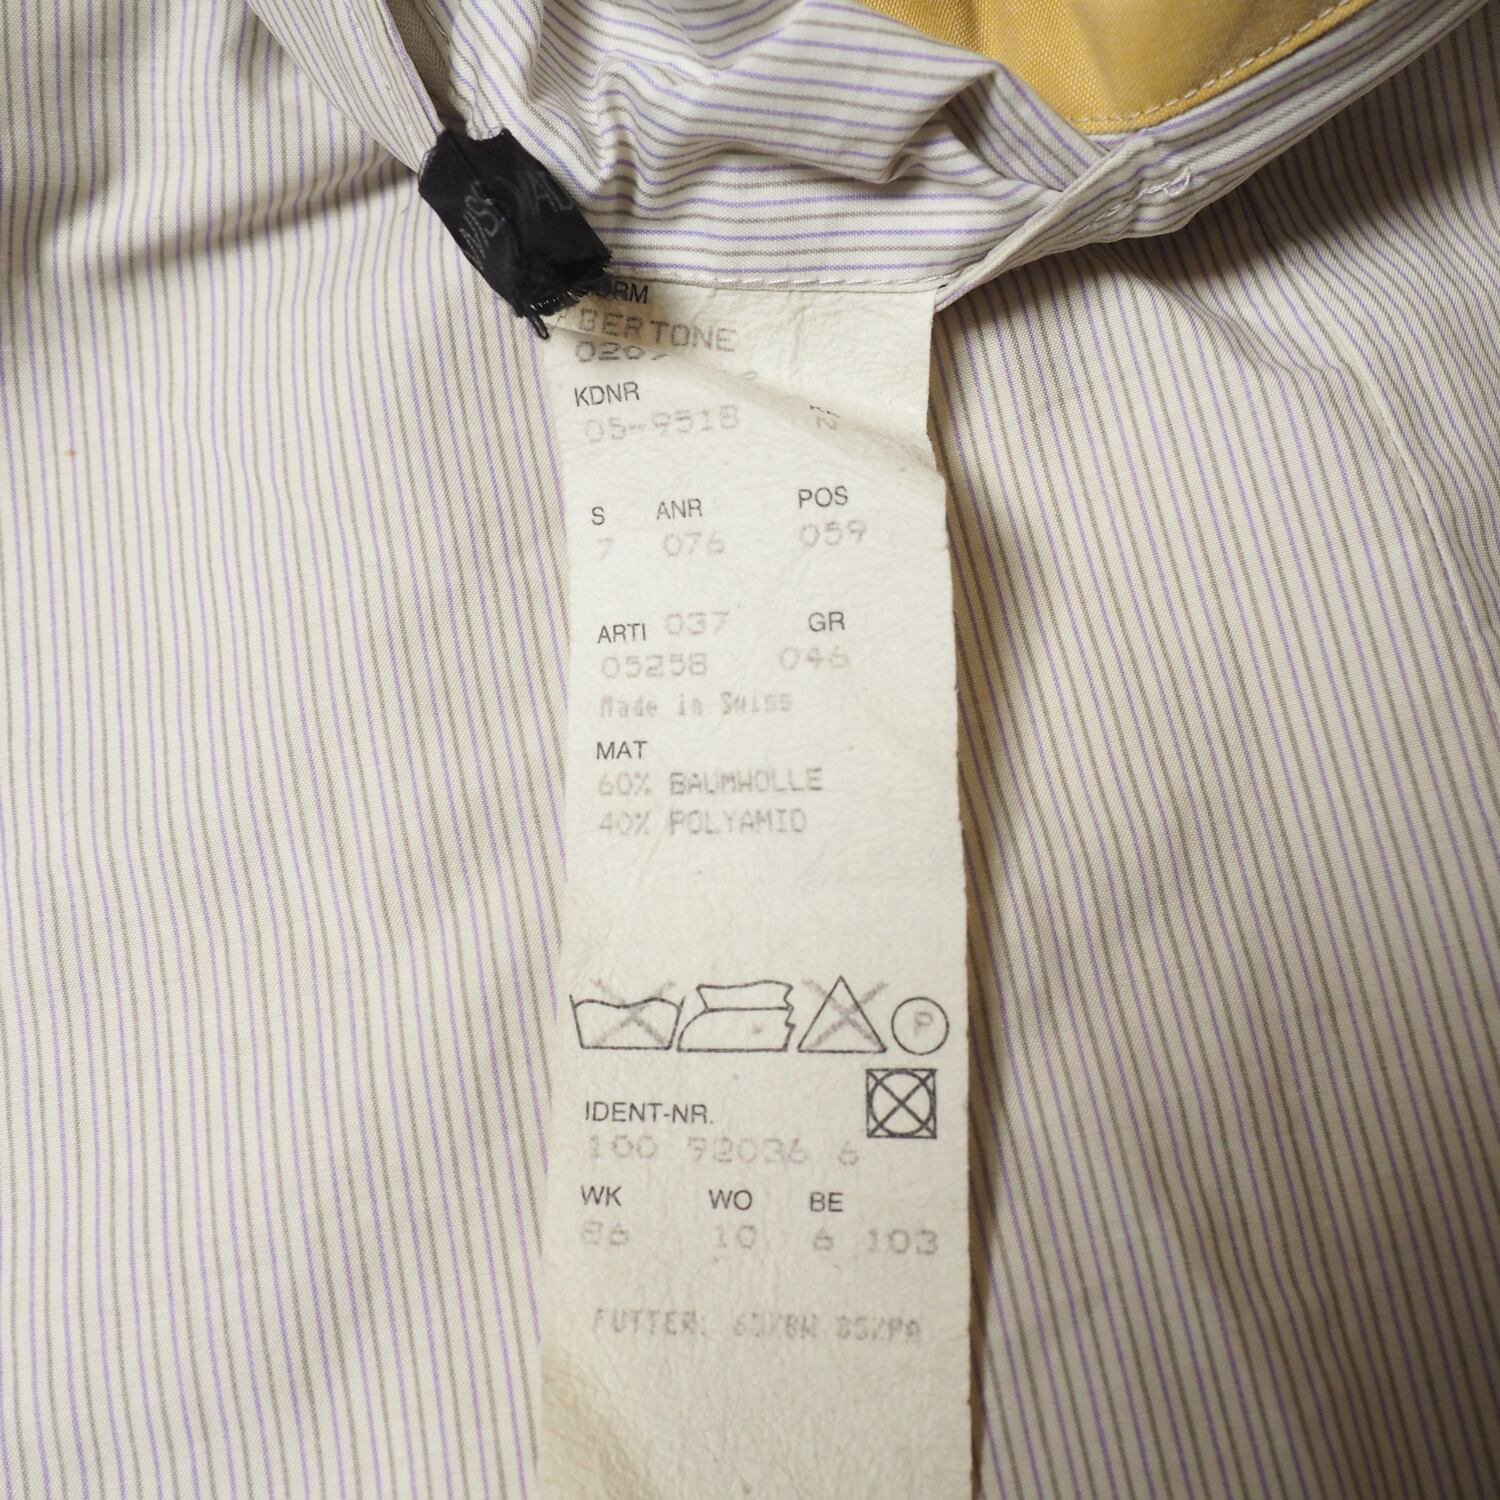 BERTONE
KDNR
05-9518
S ANR POS
7 076 059
ARTI 037 GR
05258 046
Made in Swiss
MAT
60% BAUMWOLLE
40% POLYAMID
P
IDENT-NR.
100 92036 6
WK WO BE
86 10 6 103
FUTTER: